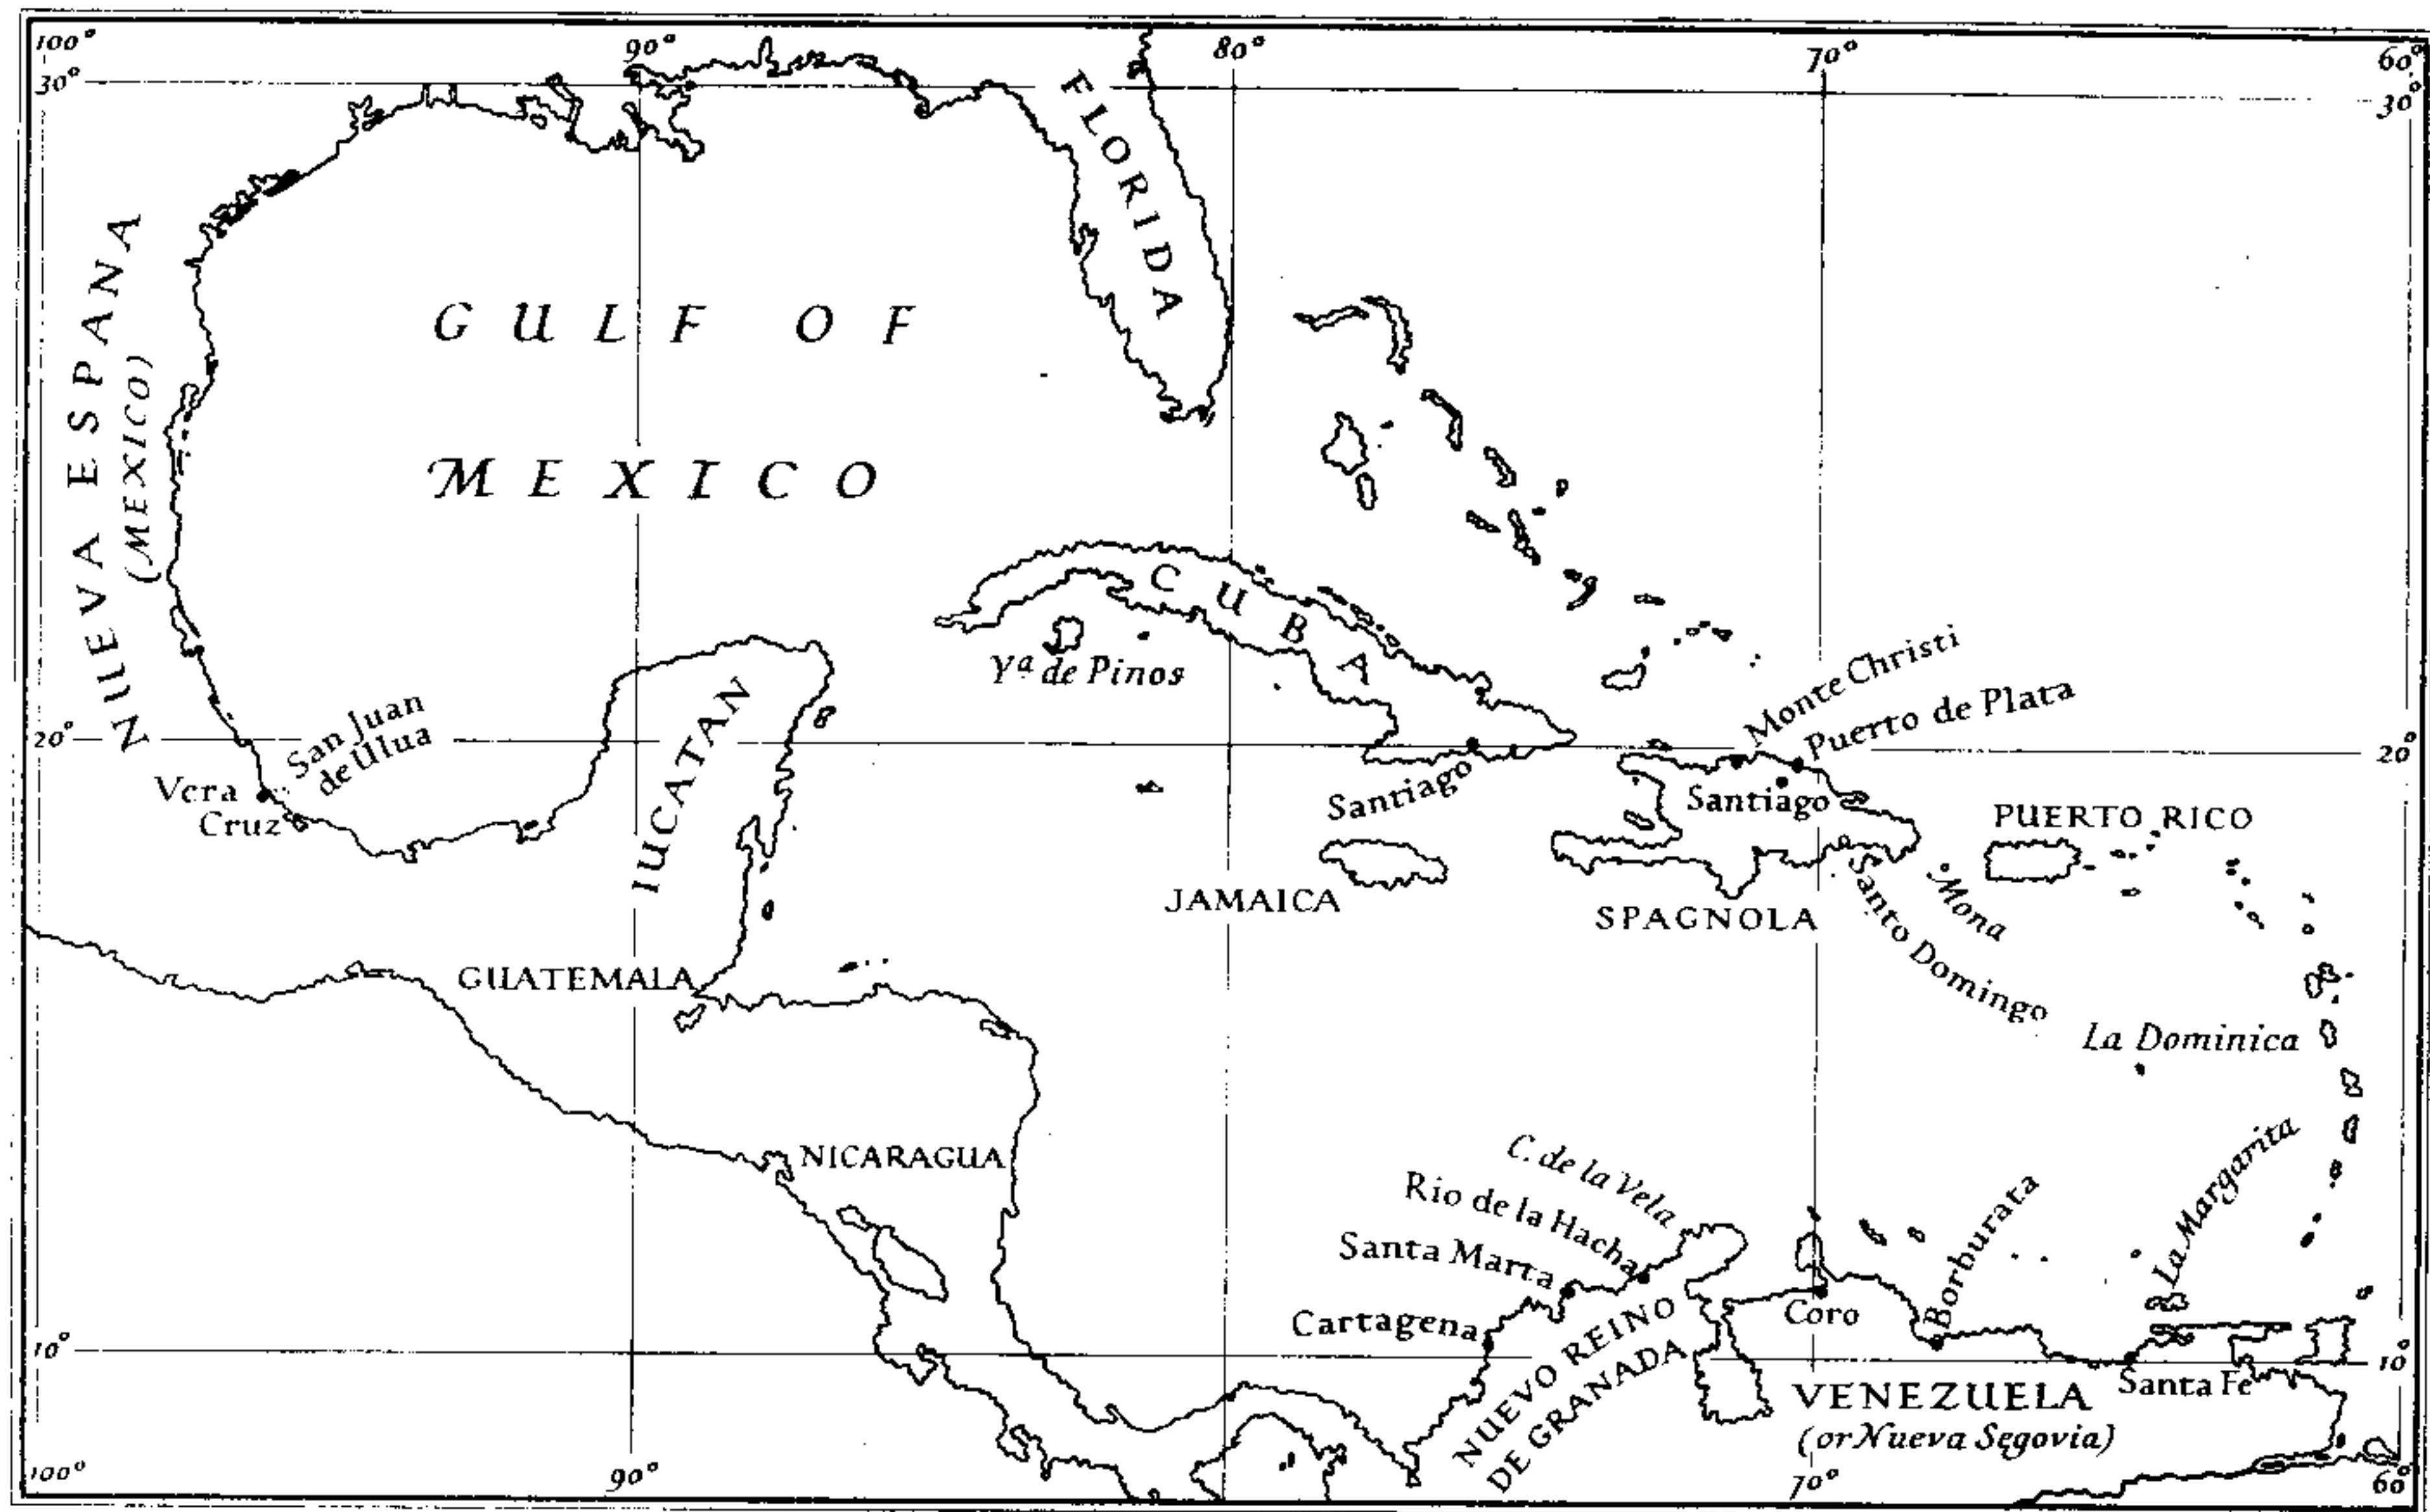 100°
90°
80°
70°
60°
30°
30°
FLORIDA
NUEVA ESPANA
(MEXICO)
GULF OF
MEXICO
CUBA
Yª de Pinos
Monte Christi
Puerto de Plata
20°
20°
San Juan
de Ulua
Vera
Cruz
IUCATAN
Santiago
Santiago
PUERTO RICO
JAMAICA
SPAGNOLA
Santo Domingo
Mona
GUATEMALA
La Dominica
NICARAGUA
C. de la Vela
Rio de la Hacha
Santa Marta
Cartagena
Borburata
La Margarita
Coro
10°
10°
NUEVO REINO
DE GRANADA
Santa Fe
VENEZUELA
(or Nueva Segovia)
100°
90°
70°
60°